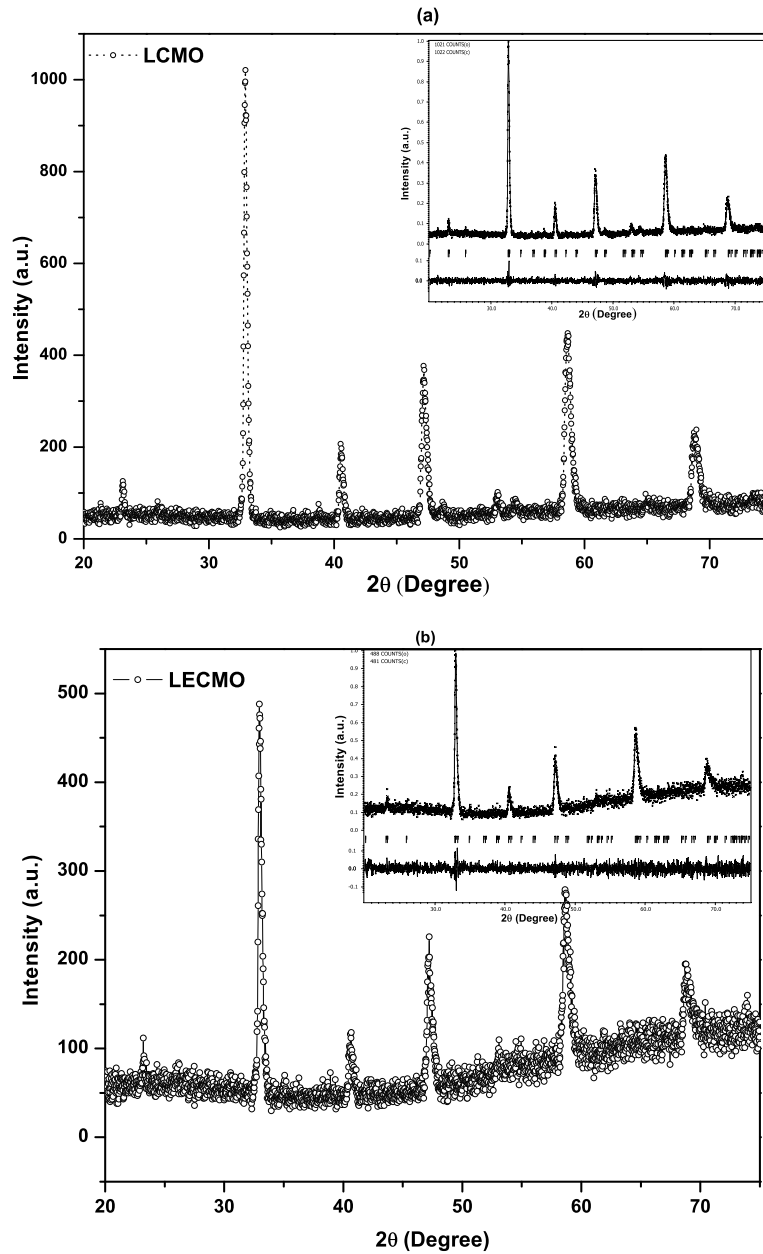 (a)
LCMO
1021 COUNTS(o)
1022 COUNTS(c)
1.0
0.9
0.8
0.7
0.6
0.5
0.4
0.3
0.2
0.1
0.0
0.1
0.0
Intensity (a.u.)
30.0 40.0 50.0 60.0 70.0
2θ (Degree)
1000
800
600
400
200
0
Intensity (a.u.)
20 30 40 50 60 70
2θ (Degree)
(b)
LECMO
488 COUNTS(o)
481 COUNTS(c)
1.0
0.9
0.8
0.7
0.6
0.5
0.4
0.3
0.2
0.1
0.0
0.1
0.0
-0.1
Intensity (a.u.)
30.0 40.0 50.0 60.0 70.0
2θ (Degree)
500
400
300
200
100
0
Intensity (a.u.)
20 30 40 50 60 70
2θ (Degree)